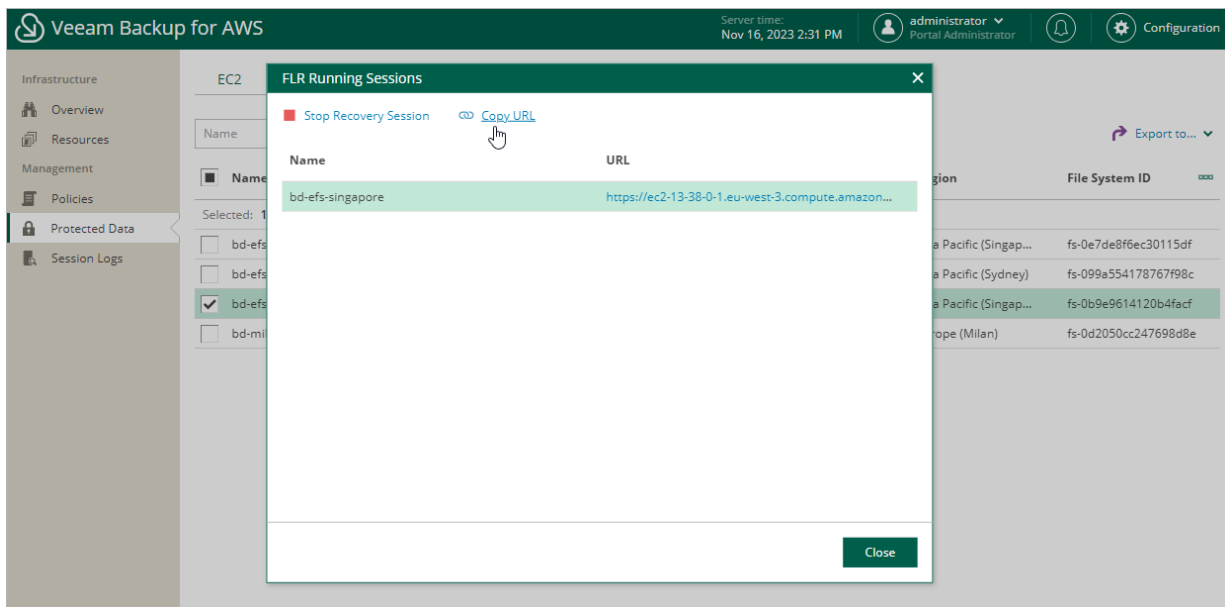 Veeam Backup for AWS
Server time:
Nov 16, 2023 2:31 PM
administrator
Portal Administrator
Configuration
Infrastructure
Overview
Resources
Management
Policies
Protected Data
Session Logs
EC2
Name
Export to...
Name
gion
File System ID
Selected: 1
bd-efs
a Pacific (Singap...
fs-0e7de8f6ec30115df
bd-efs
a Pacific (Sydney)
fs-099a554178767f98c
bd-efs
a Pacific (Singap...
fs-0b9e9614120b4facf
bd-mil
rope (Milan)
fs-0d2050cc247698d8e
FLR Running Sessions
Stop Recovery Session
Copy URL
Name
URL
bd-efs-singapore
https://ec2-13-38-0-1.eu-west-3.compute.amazon...
Close